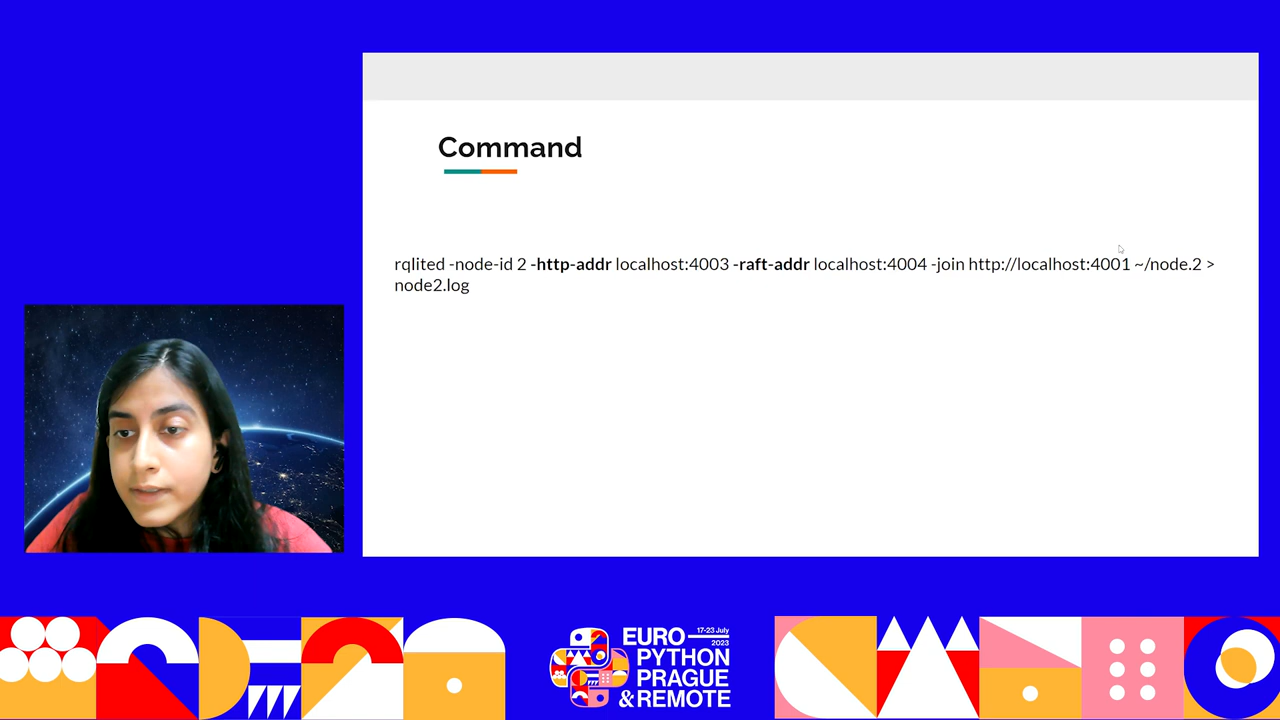 Command
rqlited -node-id 2 -http-addr localhost:4003 -raft-addr localhost:4004 -join http://localhost:4001 ~/node.2 >
node2.log
EURO
17-23 July
2023
PYTHON
PRAGUE
&REMOTE